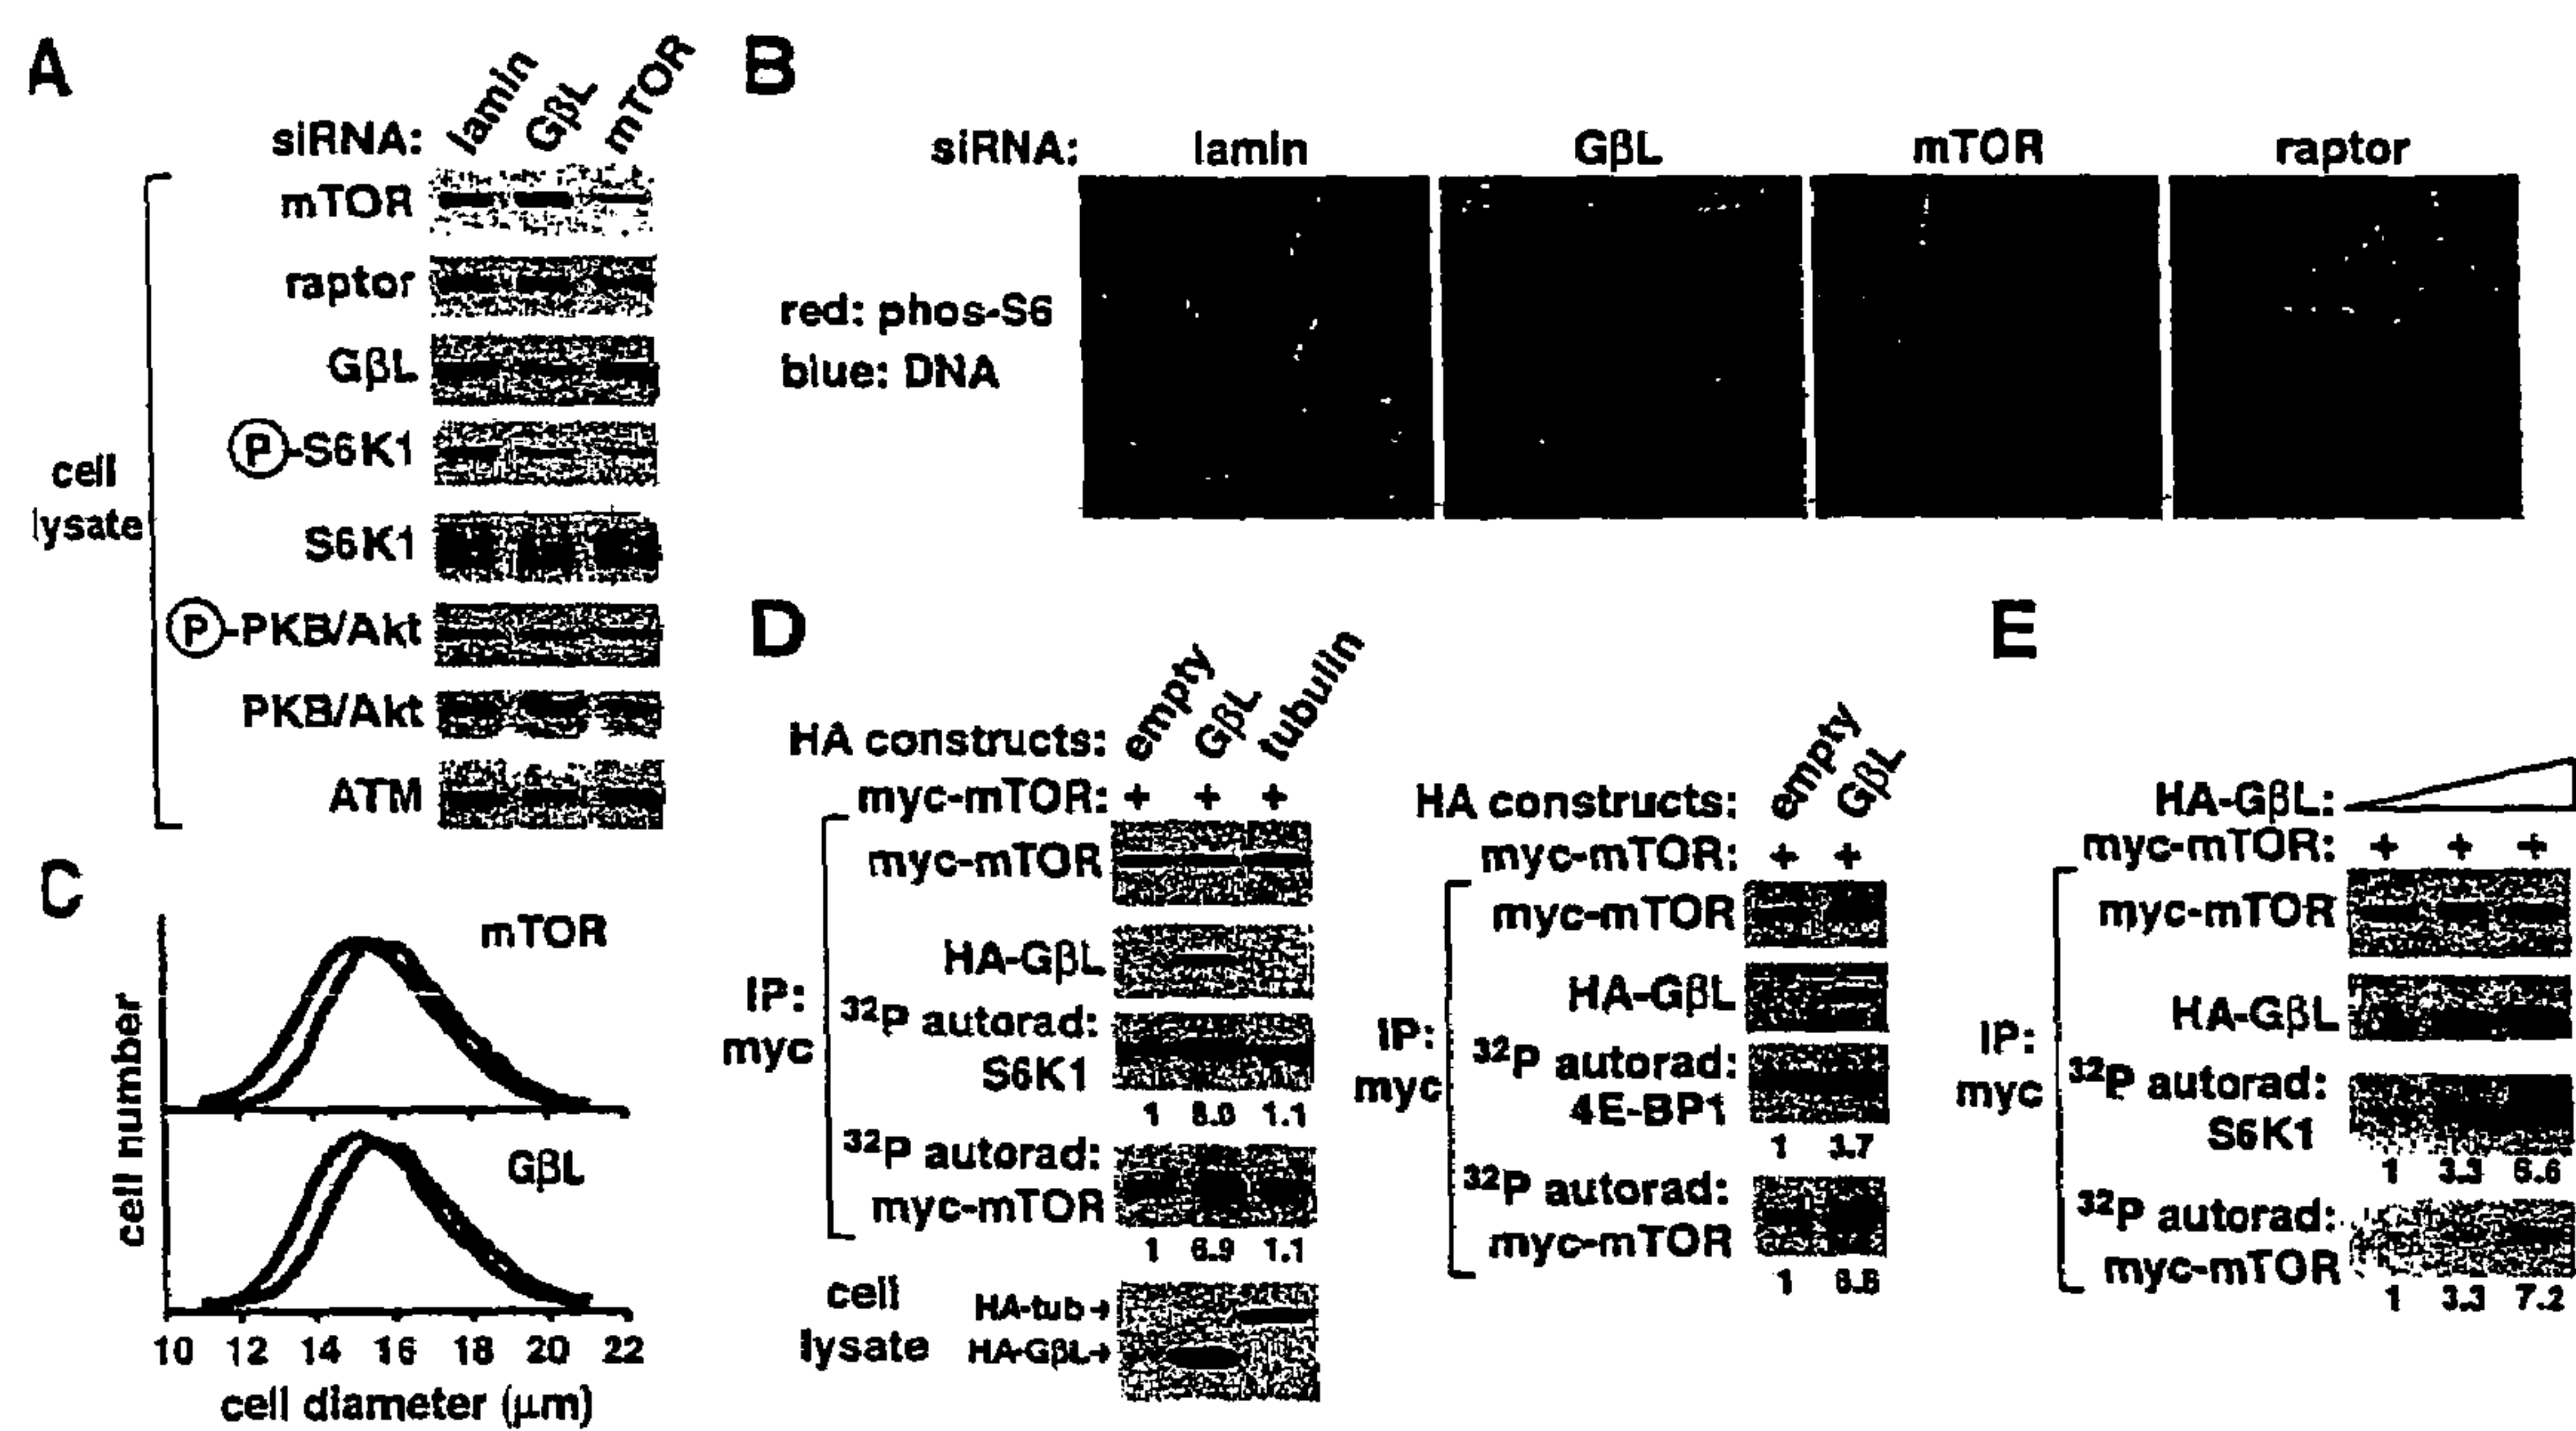 A
siRNA: lamin GβL mTOR
mTOR
raptor
GβL
P-S6K1
S6K1
P-PKB/Akt
PKB/Akt
ATM
cell
lysate
B
siRNA: lamin GβL mTOR raptor
red: phos-S6
blue: DNA
C
mTOR
GβL
cell number
10 12 14 16 18 20 22
cell diameter (μm)
D
HA constructs: empty GβL tubulin
myc-mTOR: + + +
IP:
myc
myc-mTOR
HA-GβL
32P autorad:
S6K1
1 1.1
32P autorad:
myc-mTOR
1 6.9 1.1
cell
lysate
HA-tub→
HA-GβL→
HA constructs: empty GβL
myc-mTOR: + +
IP:
myc
myc-mTOR
HA-GβL
32P autorad:
4E-BP1
1
32P autorad:
myc-mTOR
1
E
HA-GβL:
myc-mTOR: + + +
IP:
myc
myc-mTOR
HA-GβL
32P autorad:
S6K1
1 3.3
32P autorad:
myc-mTOR
1 3.3 7.2